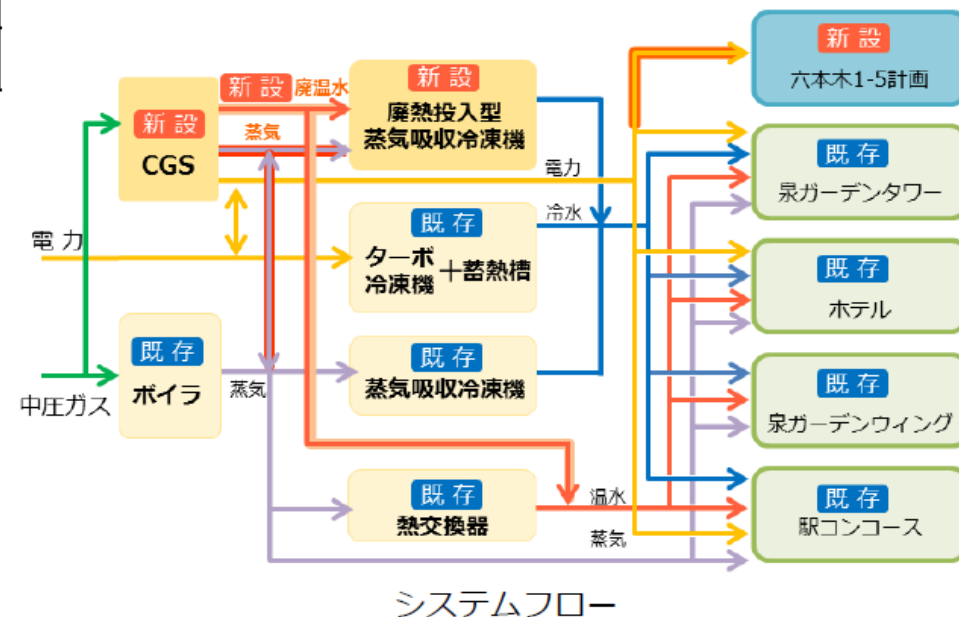 新設
CGS
新設 廃温水
蒸気
新設
廃熱投入型
蒸気吸収冷凍機
電力
電力
既存
ターボ
冷凍機
＋蓄熱槽
冷水
既存
ボイラ
中圧ガス
蒸気
既存
蒸気吸収冷凍機
既存
熱交換器
温水
蒸気
新設
六本木1-5計画
既存
泉ガーデンタワー
既存
ホテル
既存
泉ガーデンウィング
既存
駅コンコース
システムフロー